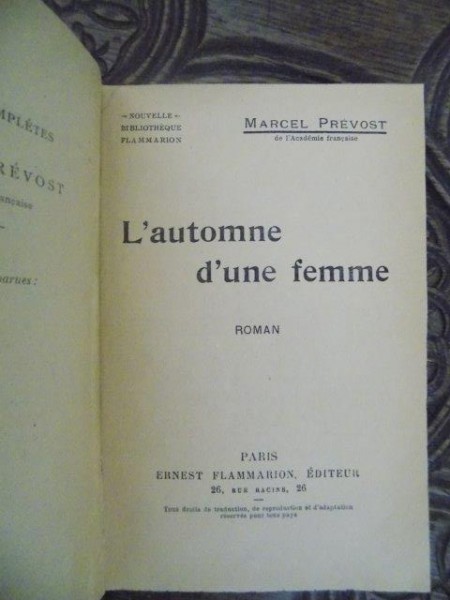 MPLÈTES
RÉVOST
ançaise
parues :
NOUVELLE
BIBLIOTHÈQUE
FLAMMARION
MARCEL PRÉVOST
de l'Académie française
L'automne
d'une femme
ROMAN
PARIS
ERNEST FLAMMARION, ÉDITEUR
26, RUE RACINE, 26
Tous droits de traduction, de reproduction et d'adaptation
réservés pour tous pays